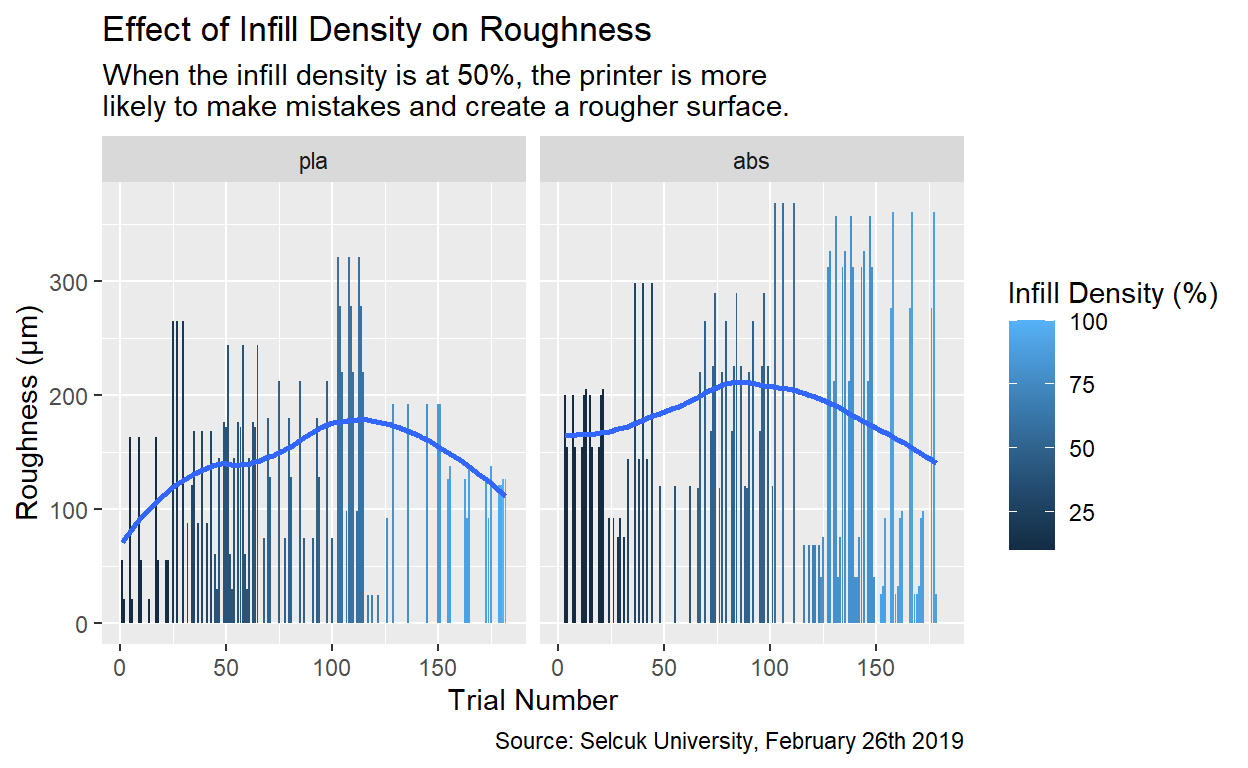 Effect of Infill Density on Roughness
When the infill density is at 50%, the printer is more
likely to make mistakes and create a rougher surface.
pla
abs
Roughness (µm)
300
200
100
0
0
50
100
150
0
50
100
150
Trial Number
Infill Density (%)
100
75
50
25
Source: Selcuk University, February 26th 2019